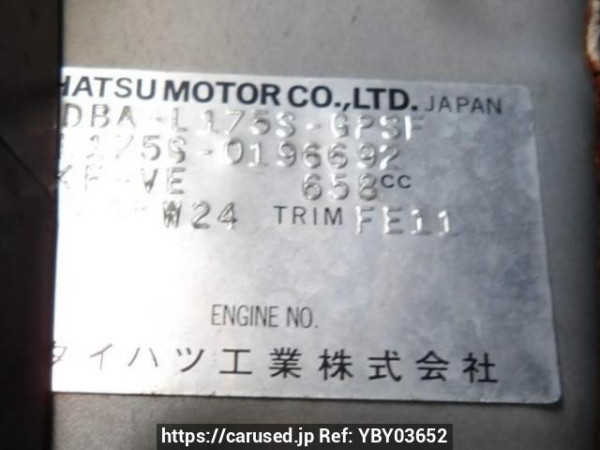 HATSU MOTOR CO.,LTD. JAPAN
DBA-L175S-GPSF
L175S-0196692
KF-VE 658CC
W24 TRIM FE11
ENGINE NO.
ダイハツ工業株式会社
https://carused.jp Ref: YBY03652